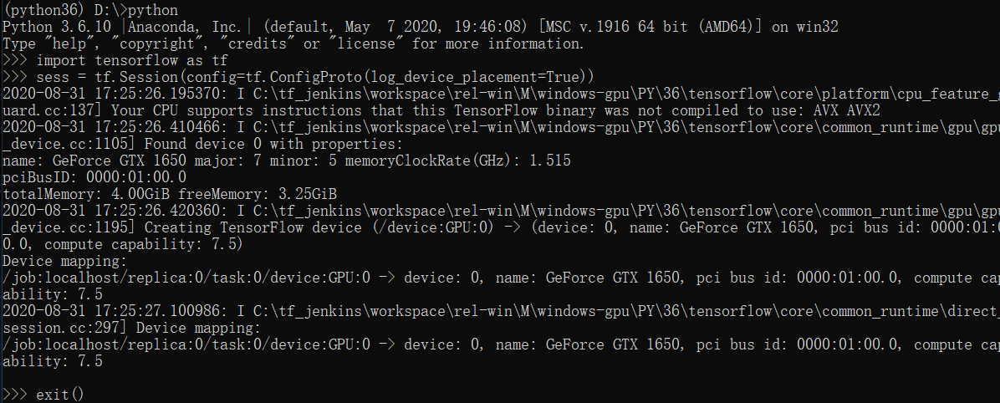 (python36) D:\>python
Python 3.6.10 |Anaconda, Inc.| (default, May  7 2020, 19:46:08) [MSC v.1916 64 bit (AMD64)] on win32
Type "help", "copyright", "credits" or "license" for more information.
>>> import tensorflow as tf
>>> sess = tf.Session(config=tf.ConfigProto(log_device_placement=True))
2020-08-31 17:25:26.195370: I C:\tf_jenkins\workspace\rel-win\M\windows-gpu\PY\36\tensorflow\core\platform\cpu_feature_g
uard.cc:137] Your CPU supports instructions that this TensorFlow binary was not compiled to use: AVX AVX2
2020-08-31 17:25:26.410466: I C:\tf_jenkins\workspace\rel-win\M\windows-gpu\PY\36\tensorflow\core\common_runtime\gpu\gpu
_device.cc:1105] Found device 0 with properties:
name: GeForce GTX 1650 major: 7 minor: 5 memoryClockRate(GHz): 1.515
pciBusID: 0000:01:00.0
totalMemory: 4.00GiB freeMemory: 3.25GiB
2020-08-31 17:25:26.420360: I C:\tf_jenkins\workspace\rel-win\M\windows-gpu\PY\36\tensorflow\core\common_runtime\gpu\gpu
_device.cc:1195] Creating TensorFlow device (/device:GPU:0) -> (device: 0, name: GeForce GTX 1650, pci bus id: 0000:01:0
0.0, compute capability: 7.5)
Device mapping:
/job:localhost/replica:0/task:0/device:GPU:0 -> device: 0, name: GeForce GTX 1650, pci bus id: 0000:01:00.0, compute cap
ability: 7.5
2020-08-31 17:25:27.100986: I C:\tf_jenkins\workspace\rel-win\M\windows-gpu\PY\36\tensorflow\core\common_runtime\direct_
session.cc:297] Device mapping:
/job:localhost/replica:0/task:0/device:GPU:0 -> device: 0, name: GeForce GTX 1650, pci bus id: 0000:01:00.0, compute cap
ability: 7.5
>>> exit()